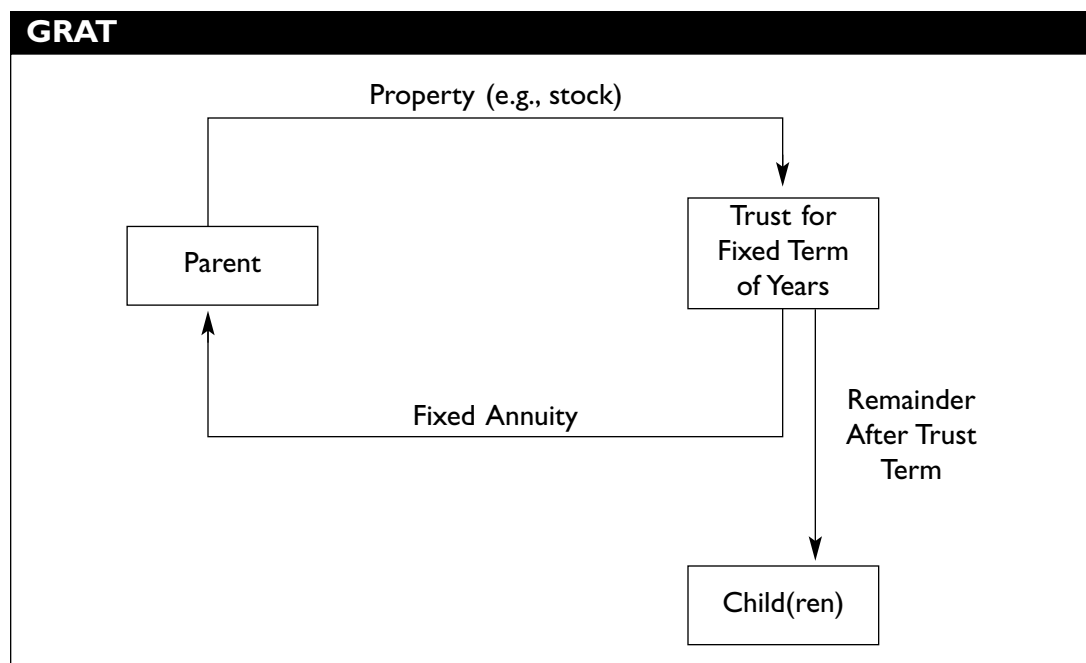 GRAT
Property (e.g., stock)
Parent
Trust for
Fixed Term
of Years
Fixed Annuity
Remainder
After Trust
Term
Child(ren)